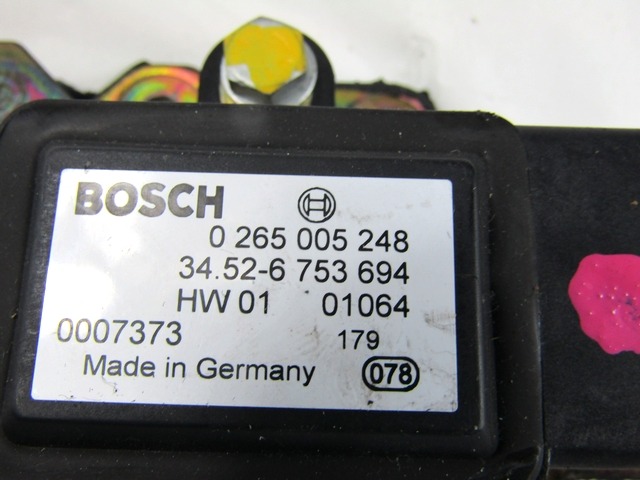 BOSCH
0 265 005 248
34.52-6 753 694
HW 01 01064
0007373 179
Made in Germany 078